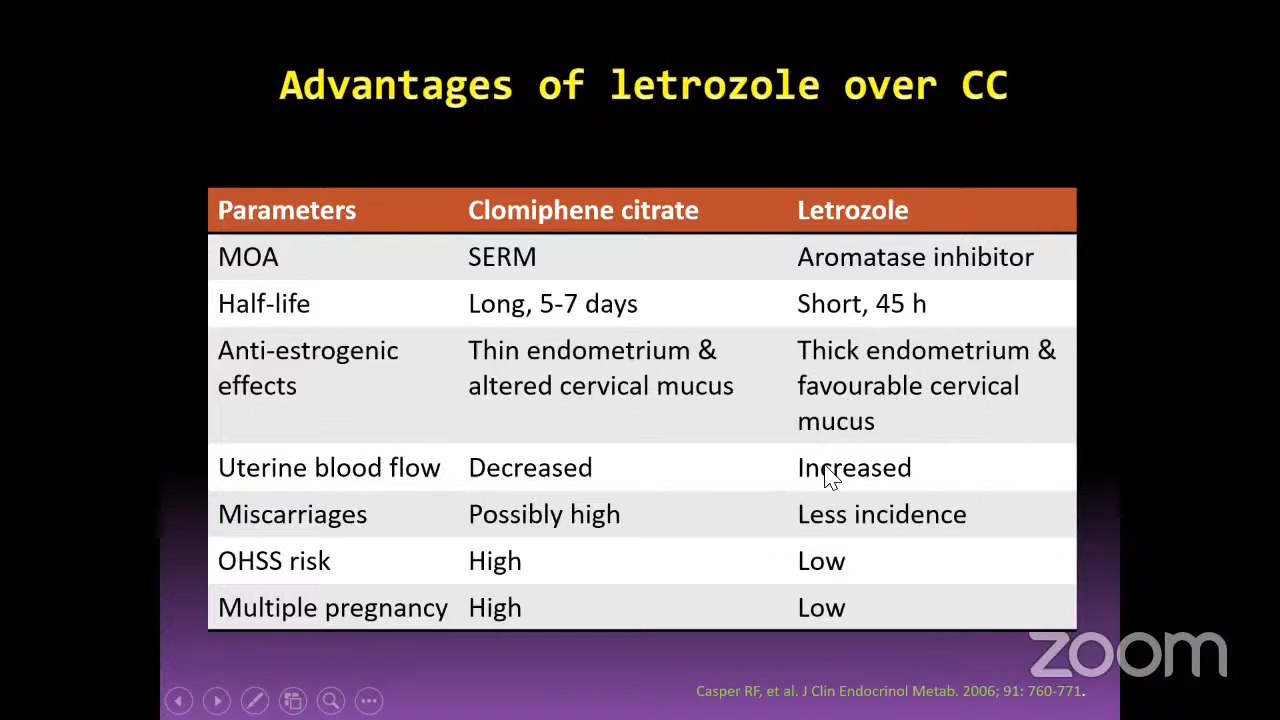 Advantages of letrozole over CC
Parameters Clomiphene citrate Letrozole
MOA SERM Aromatase inhibitor
Half-life Long, 5-7 days Short, 45 h
Anti-estrogenic Thin endometrium & Thick endometrium &
effects altered cervical mucus favourable cervical
mucus
Uterine blood flow Decreased Increased
Miscarriages Possibly high Less incidence
OHSS risk High Low
Multiple pregnancy High Low
zoom
Casper RF, et al. J Clin Endocrinol Metab. 2006; 91: 760-771.